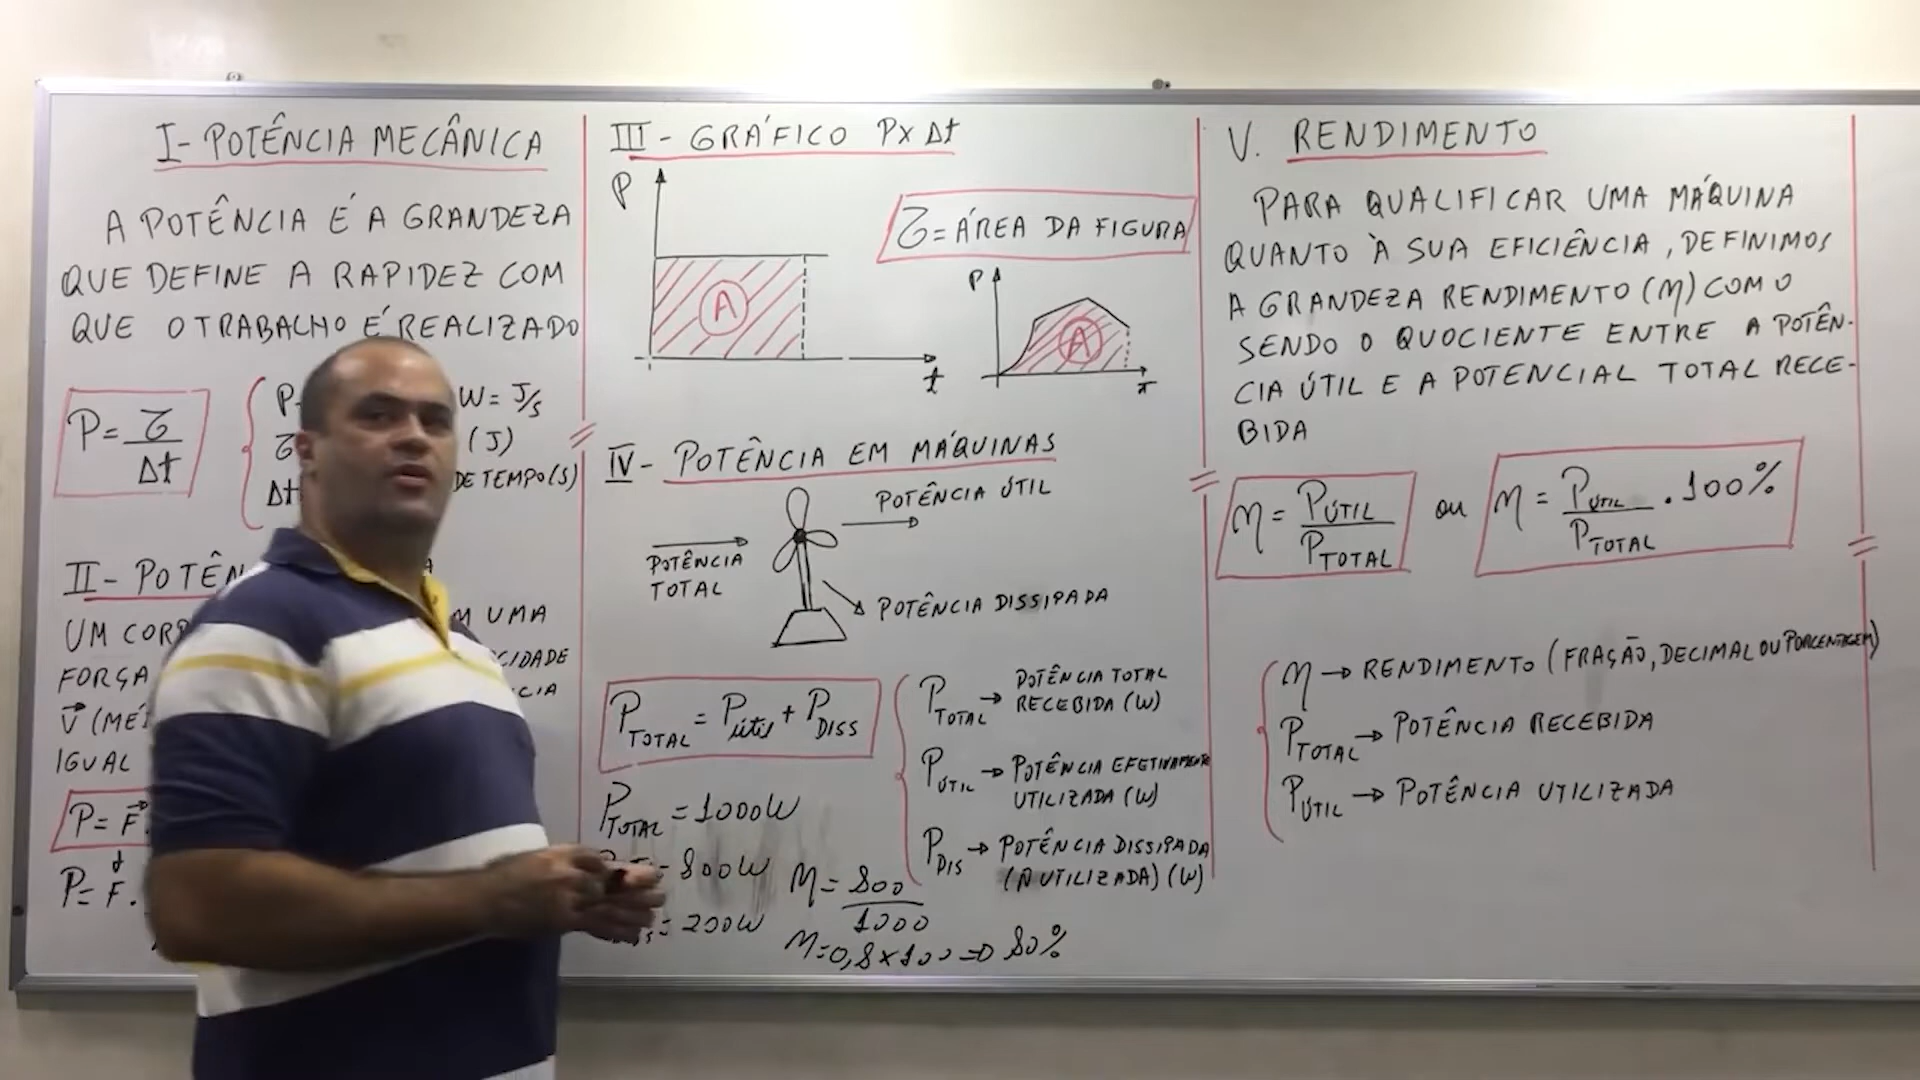 I- POTÊNCIA MECÂNICA
A POTÊNCIA É A GRANDEZA
QUE DEFINE A RAPIDEZ COM
QUE O TRABALHO É REALIZADO
P = 𝜏/Δt
P W = J/s
𝜏 (J)
Δt DE TEMPO (S)
II - POTÊN
UM CORP M UMA
FORÇA CIDADE
V⃗ (MÉ CIA
IGUAL
P = F⃗.
P = F.
III - GRÁFICO P x Δt
P
A
t
𝜏 = ÁREA DA FIGURA
P
A
t
IV - POTÊNCIA EM MÁQUINAS
POTÊNCIA ÚTIL
POTÊNCIA
TOTAL
POTÊNCIA DISSIPADA
P TOTAL = P útil + P DISS
P TOTAL → POTÊNCIA TOTAL
RECEBIDA (W)
P ÚTIL → POTÊNCIA EFETIVAMENTE
UTILIZADA (W)
P DIS → POTÊNCIA DISSIPADA
(Ñ UTILIZADA) (W)
P TOTAL = 1000W
= 800W
= 200W
η = 800/1000
η = 0,8 x 100 => 80%
V. RENDIMENTO
PARA QUALIFICAR UMA MÁQUINA
QUANTO À SUA EFICIÊNCIA, DEFINIMOS
A GRANDEZA RENDIMENTO (η) COMO
SENDO O QUOCIENTE ENTRE A POTÊN-
CIA ÚTIL E A POTENCIAL TOTAL RECE-
BIDA
η = P ÚTIL/P TOTAL ou η = P ÚTIL/P TOTAL . 100%
η → RENDIMENTO (FRAÇÃO, DECIMAL OU PORCENTAGEM)
P TOTAL → POTÊNCIA RECEBIDA
P ÚTIL → POTÊNCIA UTILIZADA